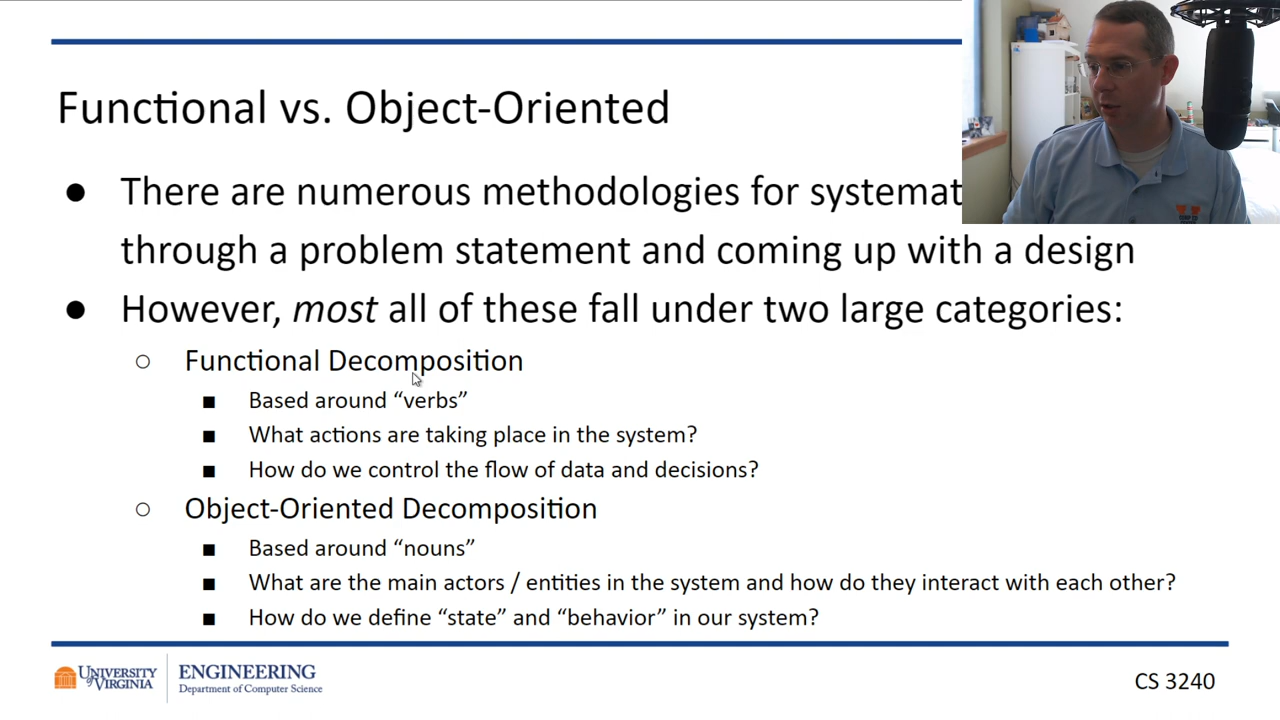 Functional vs. Object-Oriented
● There are numerous methodologies for
through a problem statement and coming up with a design
● However, most all of these fall under two large categories:
○ Functional Decomposition
■ Based around “verbs”
■ What actions are taking place in the system?
■ How do we control the flow of data and decisions?
○ Object-Oriented Decomposition
■ Based around “nouns”
■ What are the main actors / entities in the system and how do they interact with each other?
■ How do we define “state” and “behavior” in our system?
UNIVERSITY of VIRGINIA
ENGINEERING
Department of Computer Science
CS 3240